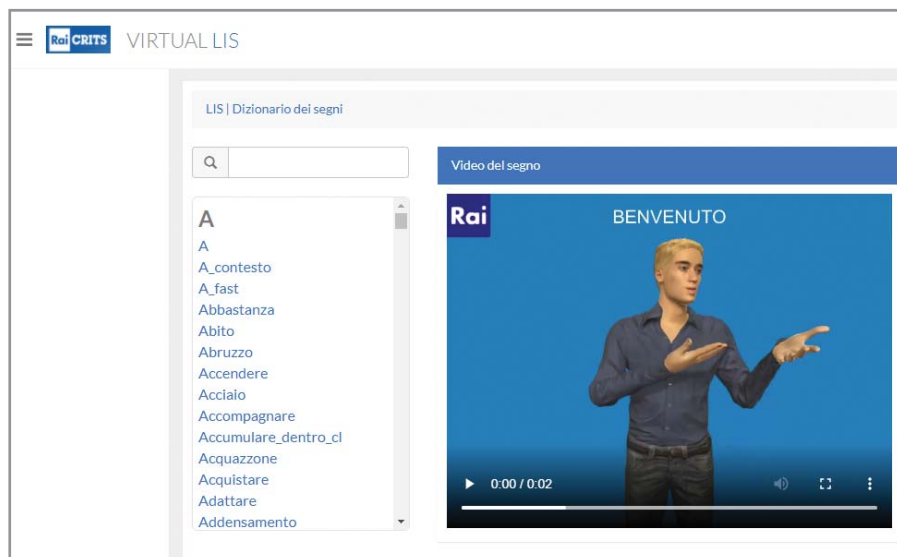 Rai CRITS VIRTUAL LIS
LIS | Dizionario dei segni
A
A
A_contesto
A_fast
Abbastanza
Abito
Abruzzo
Accendere
Acciaio
Accompagnare
Accumulare_dentro_cl
Acquazzone
Acquistare
Adattare
Addensamento
Video del segno
Rai
BENVENUTO
0:00 / 0:02